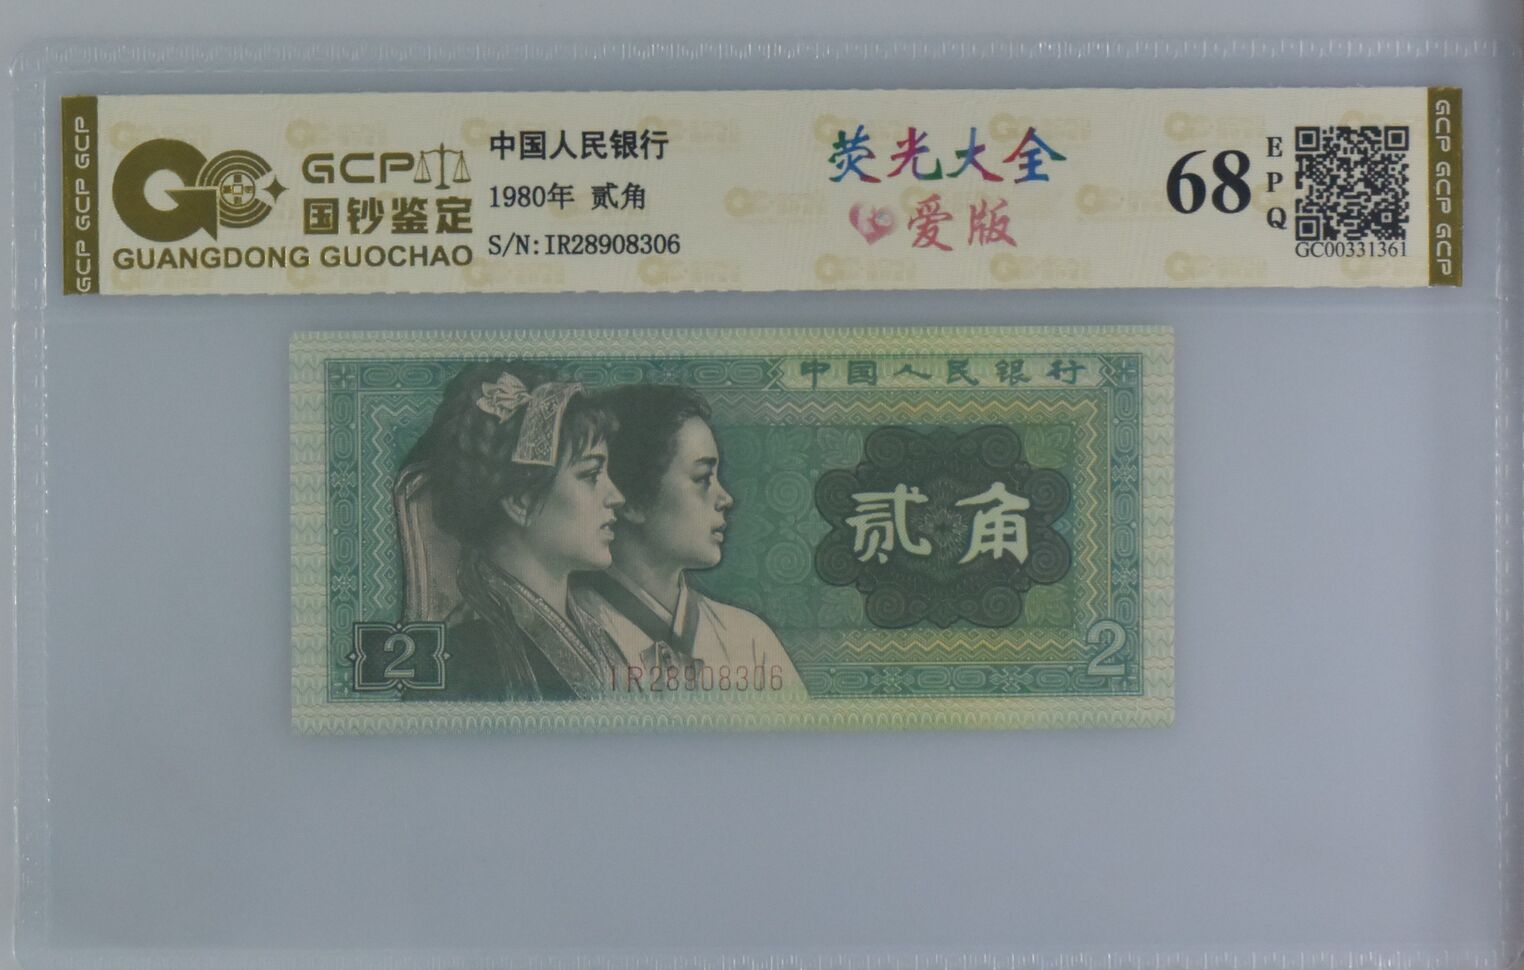 GCP GCP GCP
GCP
国钞鉴定
GUANGDONG GUOCHAO
中国人民银行
1980年 贰角
S/N:IR28908306
荧光大全
爱版
68
EPQ
GC00331361
GCP GCP GCP
中国人民银行
贰角
2
2
IR28908306